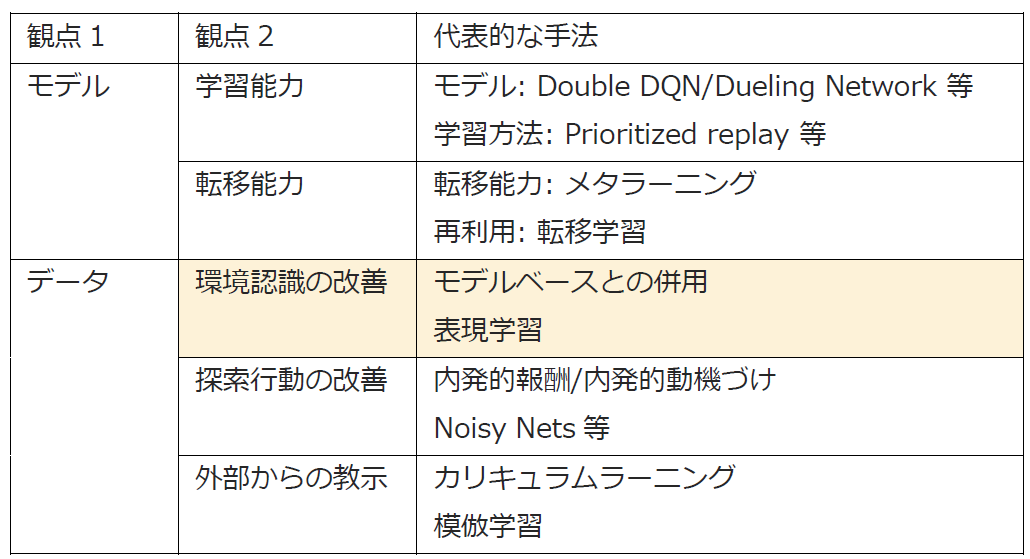 観点1 観点2 代表的な手法
モデル 学習能力 モデル: Double DQN/Dueling Network 等
学習方法: Prioritized replay 等
転移能力 転移能力: メタラーニング
再利用: 転移学習
データ 環境認識の改善 モデルベースとの併用
表現学習
探索行動の改善 内発的報酬/内発的動機づけ
Noisy Nets等
外部からの教示 カリキュラムラーニング
模倣学習